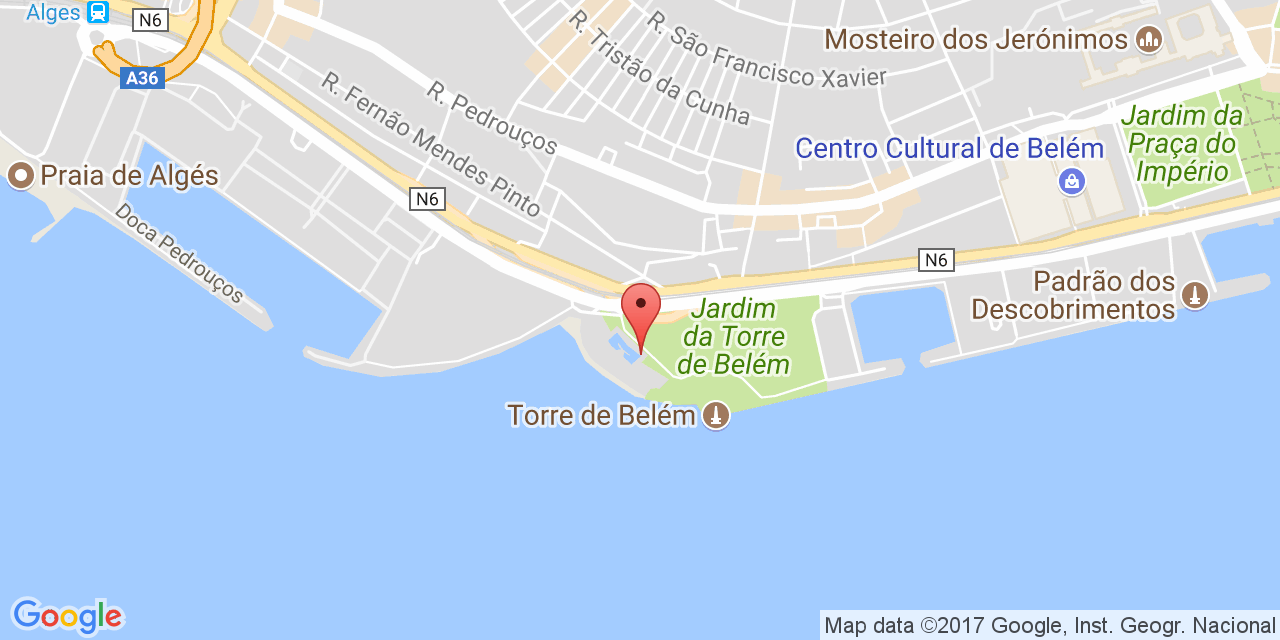 Alges
N6
A36
R. Tristão da Cunha
R. São Francisco Xavier
Mosteiro dos Jerónimos
R. Fernão Mendes Pinto
R. Pedrouços
Jardim da
Praça do
Império
Centro Cultural de Belém
Praia de Algés
N6
Doca Pedrouços
N6
Padrão dos
Descobrimentos
Jardim
da Torre
de Belém
Torre de Belém
Google
Map data ©2017 Google, Inst. Geogr. Nacional